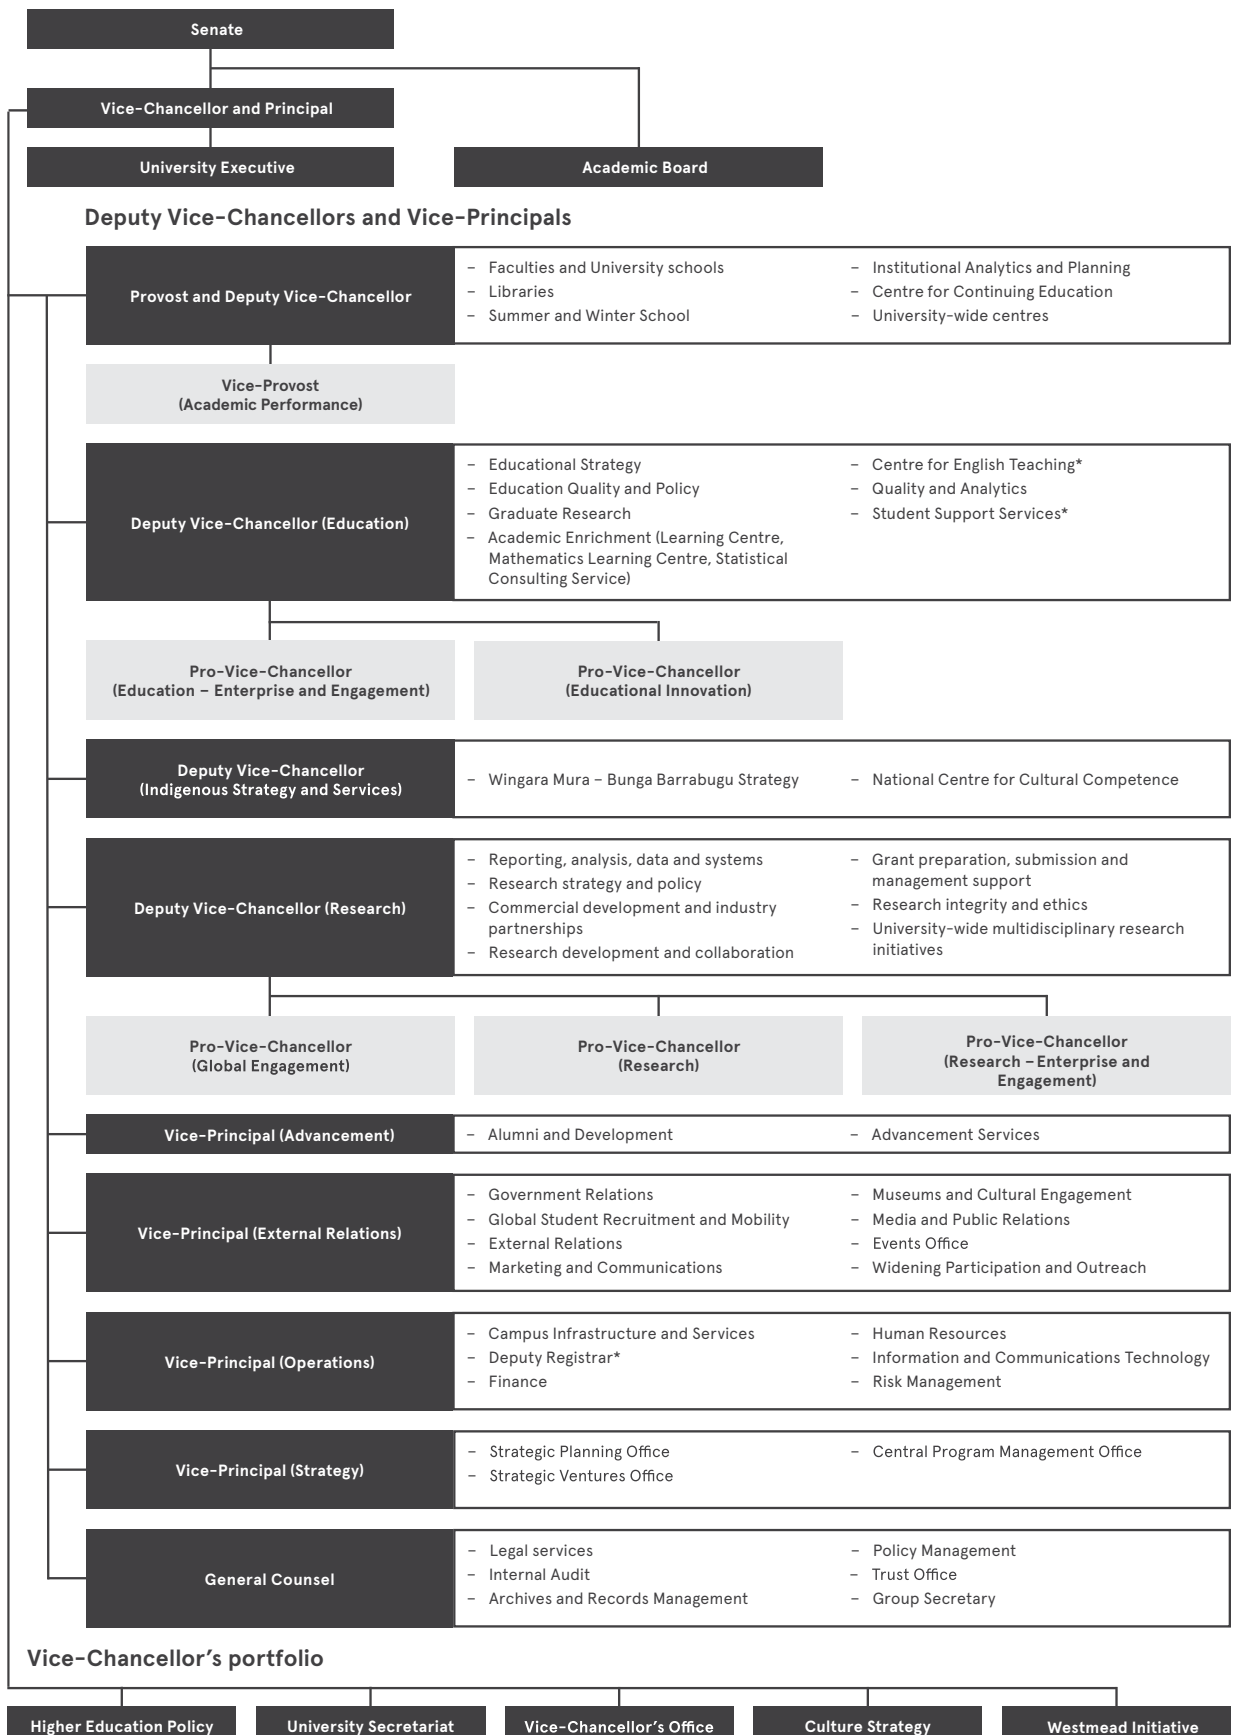 Senate
Vice-Chancellor and Principal
University Executive
Academic Board
Deputy Vice-Chancellors and Vice-Principals
Provost and Deputy Vice-Chancellor
– Faculties and University schools
– Libraries
– Summer and Winter School
– Institutional Analytics and Planning
– Centre for Continuing Education
– University-wide centres
Vice-Provost
(Academic Performance)
Deputy Vice-Chancellor (Education)
– Educational Strategy
– Education Quality and Policy
– Graduate Research
– Academic Enrichment (Learning Centre,
Mathematics Learning Centre, Statistical
Consulting Service)
– Centre for English Teaching*
– Quality and Analytics
– Student Support Services*
Pro-Vice-Chancellor
(Education – Enterprise and Engagement)
Pro-Vice-Chancellor
(Educational Innovation)
Deputy Vice-Chancellor
(Indigenous Strategy and Services)
– Wingara Mura – Bunga Barrabugu Strategy
– National Centre for Cultural Competence
Deputy Vice-Chancellor (Research)
– Reporting, analysis, data and systems
– Research strategy and policy
– Commercial development and industry
partnerships
– Research development and collaboration
– Grant preparation, submission and
management support
– Research integrity and ethics
– University-wide multidisciplinary research
initiatives
Pro-Vice-Chancellor
(Global Engagement)
Pro-Vice-Chancellor
(Research)
Pro-Vice-Chancellor
(Research – Enterprise and
Engagement)
Vice-Principal (Advancement)
– Alumni and Development
– Advancement Services
Vice-Principal (External Relations)
– Government Relations
– Global Student Recruitment and Mobility
– External Relations
– Marketing and Communications
– Museums and Cultural Engagement
– Media and Public Relations
– Events Office
– Widening Participation and Outreach
Vice-Principal (Operations)
– Campus Infrastructure and Services
– Deputy Registrar*
– Finance
– Human Resources
– Information and Communications Technology
– Risk Management
Vice-Principal (Strategy)
– Strategic Planning Office
– Strategic Ventures Office
– Central Program Management Office
General Counsel
– Legal services
– Internal Audit
– Archives and Records Management
– Policy Management
– Trust Office
– Group Secretary
Vice-Chancellor's portfolio
Higher Education Policy
University Secretariat
Vice-Chancellor's Office
Culture Strategy
Westmead Initiative